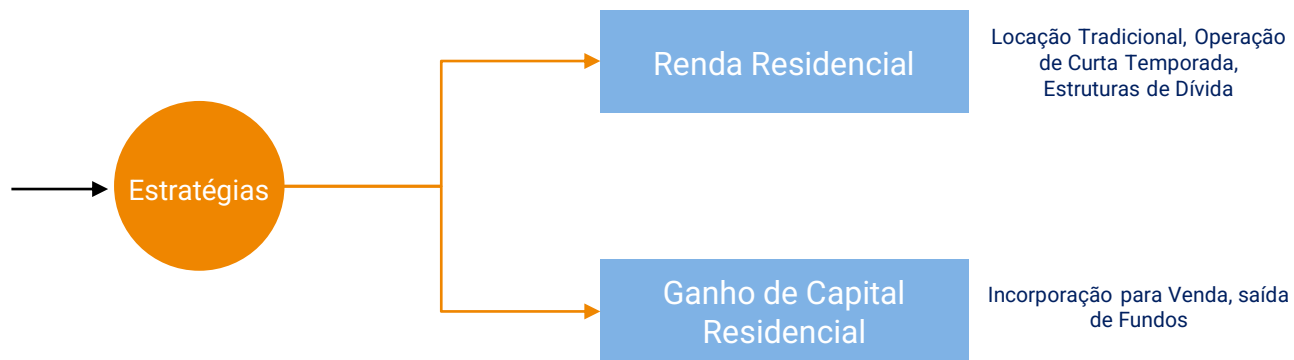 Estratégias
Renda Residencial
Locação Tradicional, Operação
de Curta Temporada,
Estruturas de Dívida
Ganho de Capital
Residencial
Incorporação para Venda, saída
de Fundos